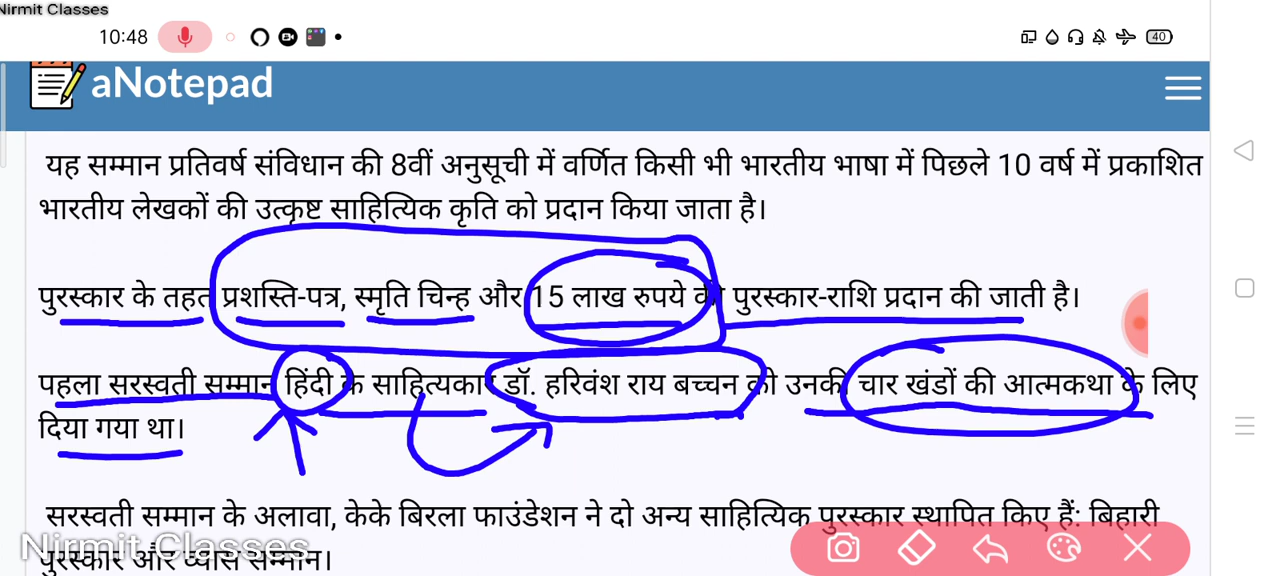 Nirmit Classes
10:48
40
aNotepad
यह सम्मान प्रतिवर्ष संविधान की 8वीं अनुसूची में वर्णित किसी भी भारतीय भाषा में पिछले 10 वर्ष में प्रकाशित
भारतीय लेखकों की उत्कृष्ट साहित्यिक कृति को प्रदान किया जाता है।
पुरस्कार के तहत प्रशस्ति-पत्र, स्मृति चिन्ह और 15 लाख रुपये की पुरस्कार-राशि प्रदान की जाती है।
पहला सरस्वती सम्मान हिंदी के साहित्यकार डॉ. हरिवंश राय बच्चन को उनकी चार खंडों की आत्मकथा के लिए
दिया गया था।
सरस्वती सम्मान के अलावा, केके बिरला फाउंडेशन ने दो अन्य साहित्यिक पुरस्कार स्थापित किए हैं: बिहारी
पुरस्कार और व्यास सम्मान।
Nirmit Classes